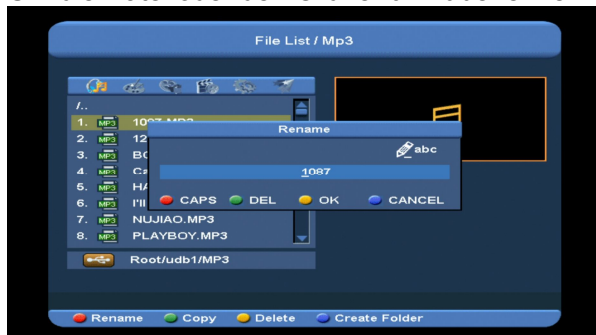 File List / Mp3
/..
1. MP3 1087.MP3
Rename
2. MP3 12
abc
3. MP3 BO
1087
4. MP3 Ca
5. MP3 HA
CAPS DEL OK CANCEL
6. MP3 I'll
7. MP3 NUJIAO.MP3
8. MP3 PLAYBOY.MP3
Root/udb1/MP3
Rename Copy Delete Create Folder